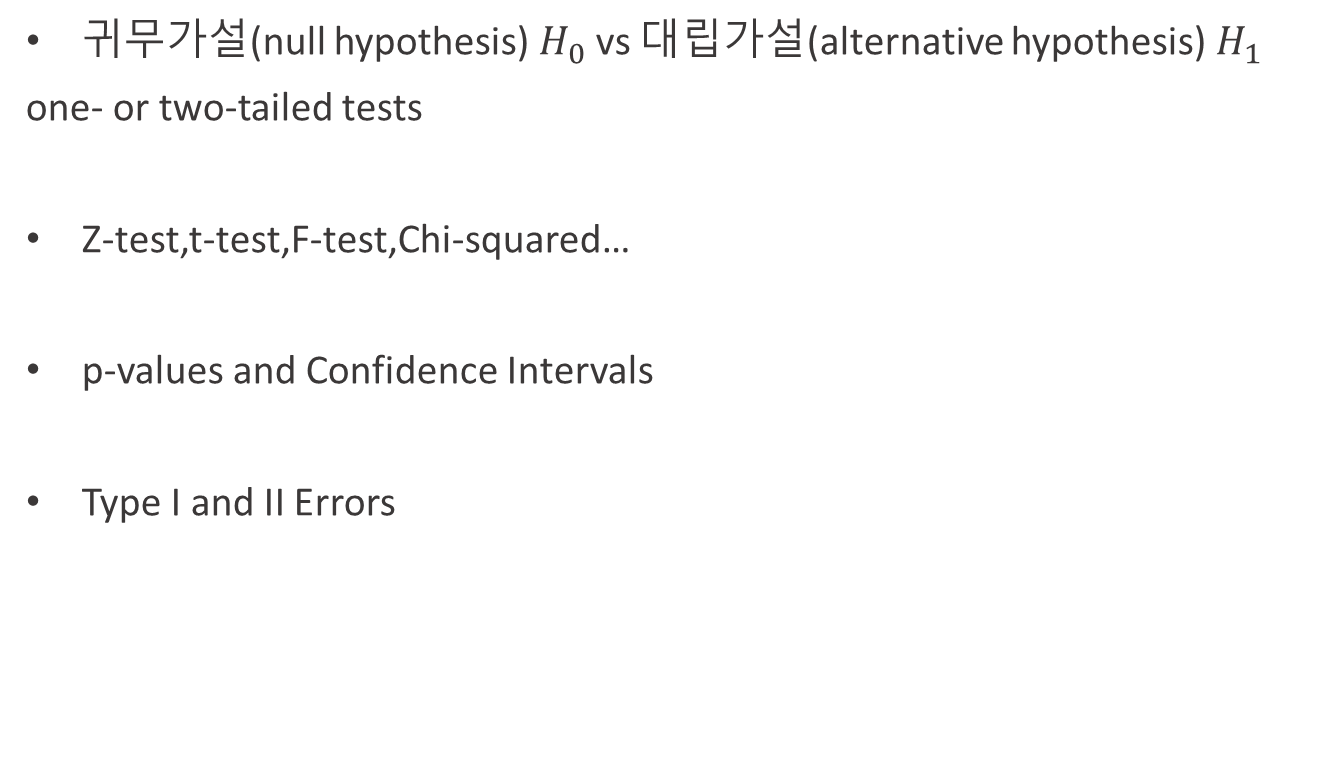 • 귀무가설(null hypothesis) H₀ vs 대립가설(alternative hypothesis) H₁
one- or two-tailed tests
• Z-test,t-test,F-test,Chi-squared…
• p-values and Confidence Intervals
• Type I and II Errors